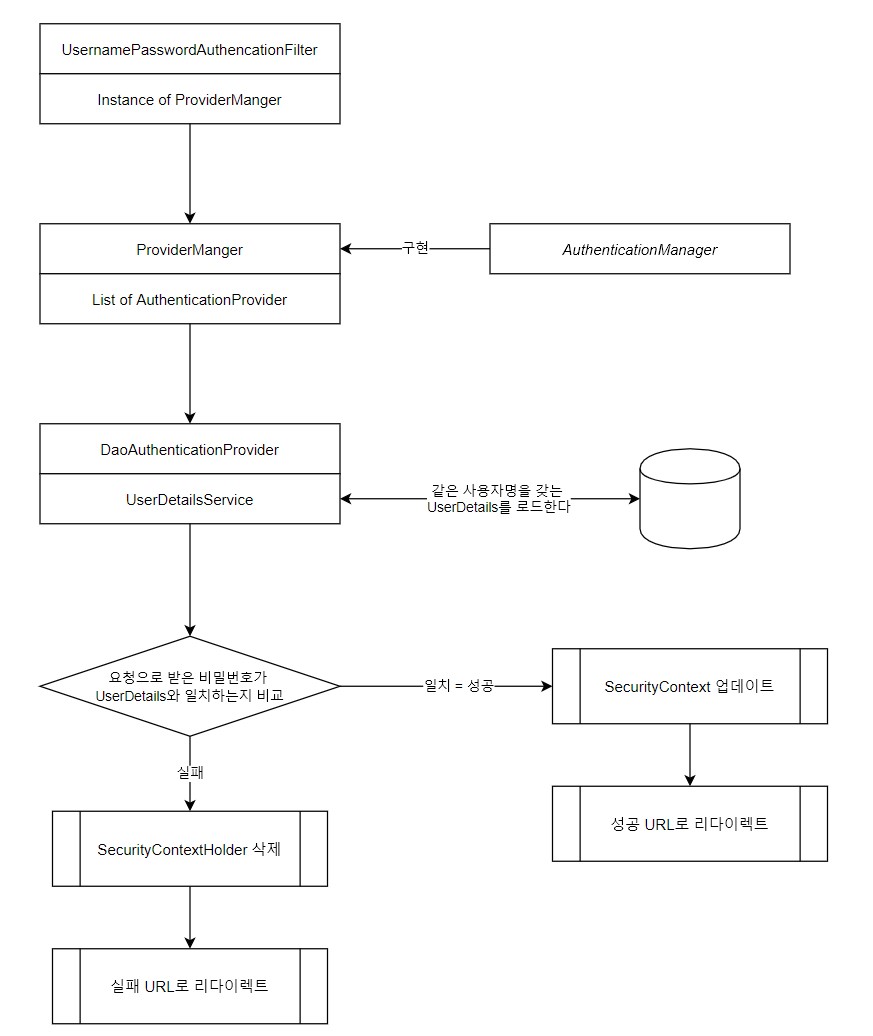 UsernamePasswordAuthencationFilter
Instance of ProviderManger
ProviderManger
구현
AuthenticationManager
List of AuthenticationProvider
DaoAuthenticationProvider
UserDetailsService
같은 사용자명을 갖는
UserDetails를 로드한다
요청으로 받은 비밀번호가
UserDetails와 일치하는지 비교
일치 = 성공
SecurityContext 업데이트
실패
성공 URL로 리다이렉트
SecurityContextHolder 삭제
실패 URL로 리다이렉트